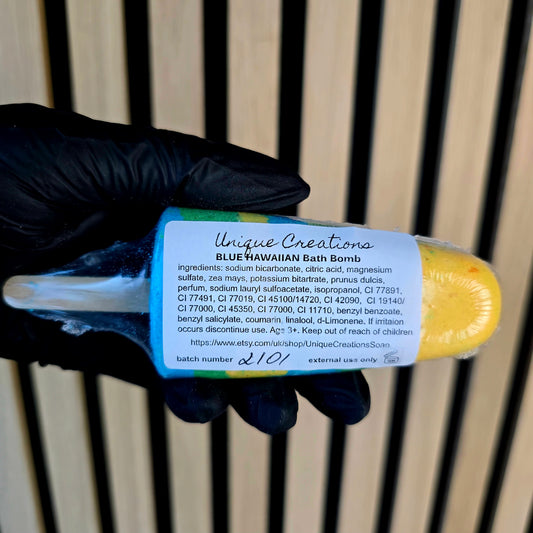 Unique Creations
BLUE HAWAIIAN Bath Bomb
ingredients: sodium bicarbonate, citric acid, magnesium
sulfate, zea mays, potassium bitartrate, prunus dulcis,
perfum, sodium lauryl sulfoacetate, isopropanol, CI 77891,
CI 77491, CI 77019, CI 45100/14720, CI 42090, CI 19140/
CI 77000, CI 45350, CI 77000, CI 11710, benzyl benzoate,
benzyl salicylate, coumarin, linalool, d-Limonene. If irritaion
occurs discontinue use. Age 3+. Keep out of reach of children
https://www.etsy.com/uk/shop/UniqueCreationsSoap
batch number 2101 external use only